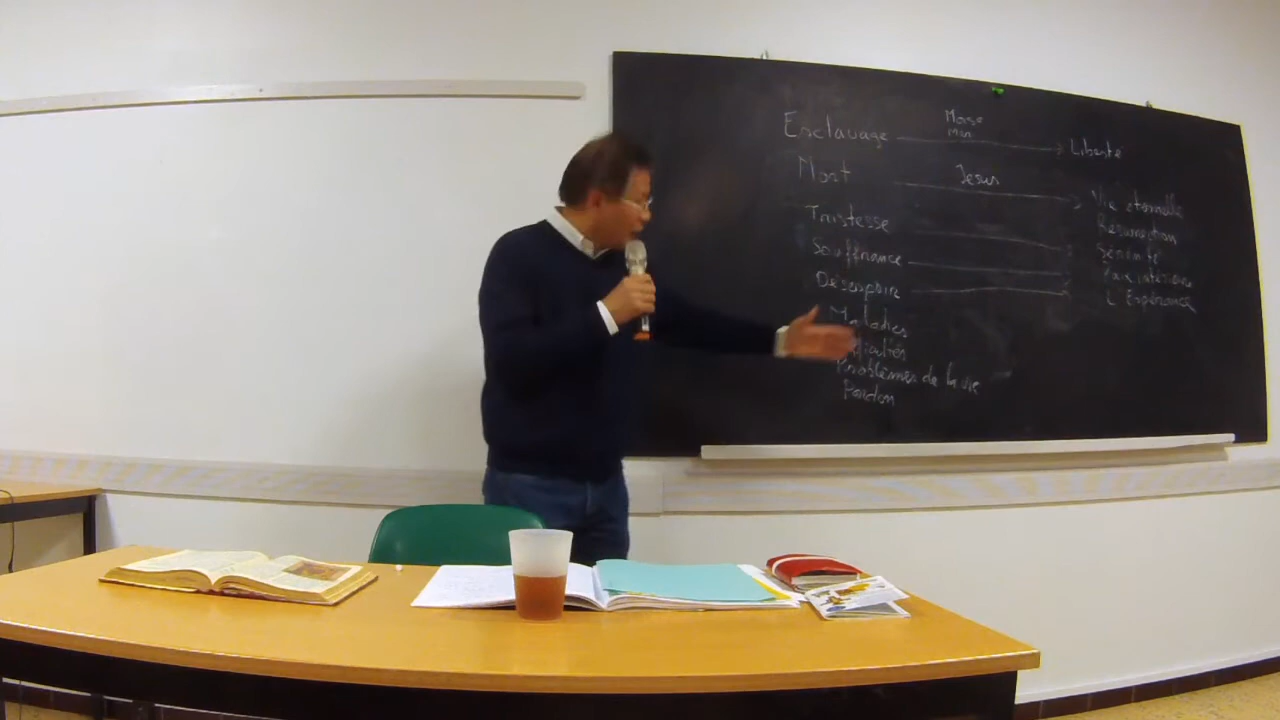 Moïse
Esclavage Liberté
Mort Jésus Vie éternelle
Tristesse Résurrection
Souffrance Sérénité
Désespoir Paix intérieure
L'Espérance
Maladies
Problèmes de la vie
Pardon